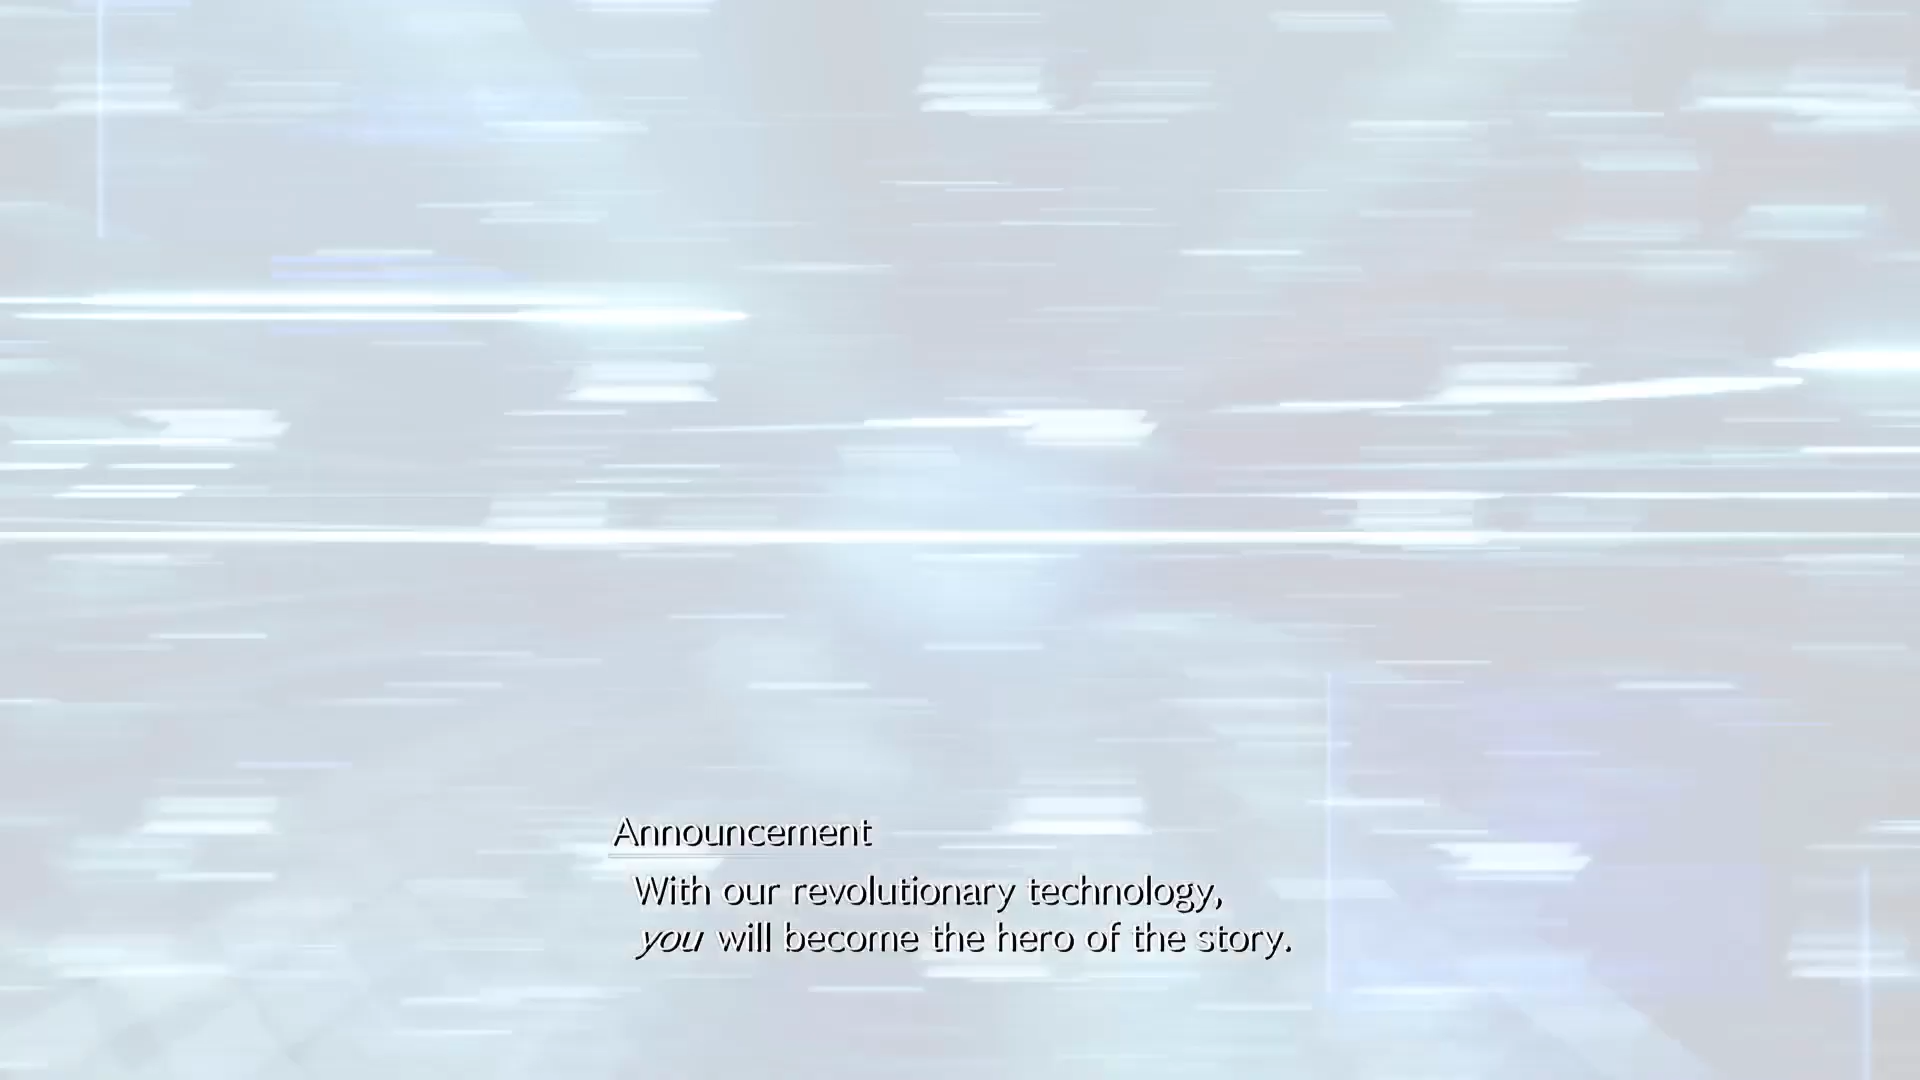 Announcement
With our revolutionary technology,
you will become the hero of the story.